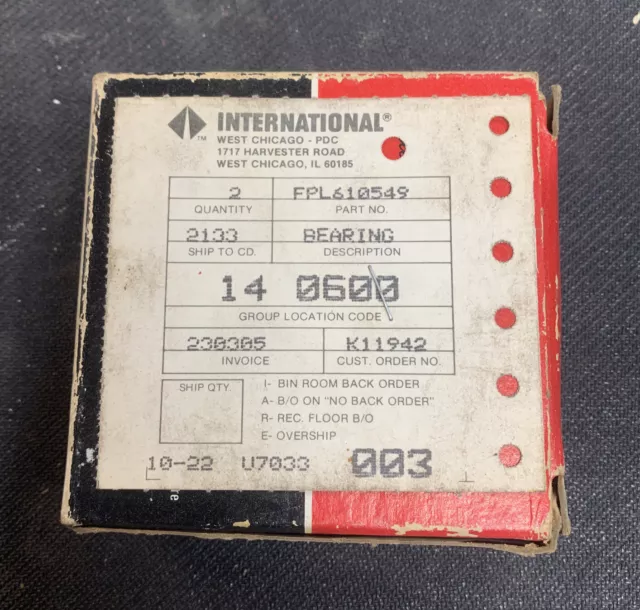 INTERNATIONAL®
™ WEST CHICAGO - PDC
1717 HARVESTER ROAD
WEST CHICAGO, IL 60185
2 FPL610549
QUANTITY PART NO.
2133 BEARING
SHIP TO CD. DESCRIPTION
14 0600
GROUP LOCATION CODE
230305 K11942
INVOICE CUST. ORDER NO.
SHIP QTY.
I- BIN ROOM BACK ORDER
A- B/O ON "NO BACK ORDER"
R- REC. FLOOR B/O
E- OVERSHIP
10-22 U7033 003